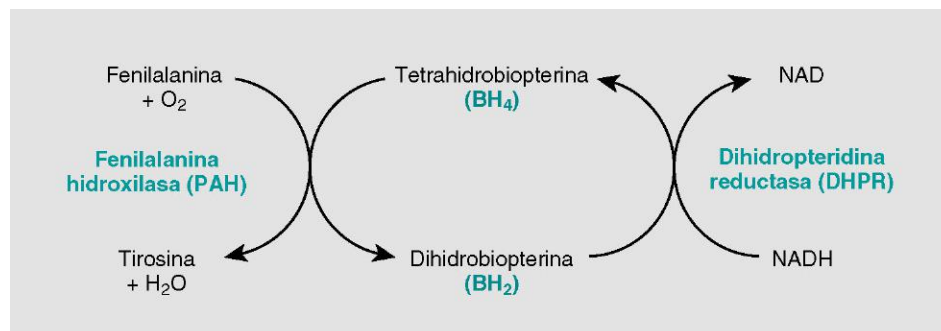 Fenilalanina
+ O₂
Tetrahidrobiopterina
(BH₄)
NAD
Fenilalanina
hidroxilasa (PAH)
Dihidropteridina
reductasa (DHPR)
Tirosina
+ H₂O
Dihidrobiopterina
(BH₂)
NADH